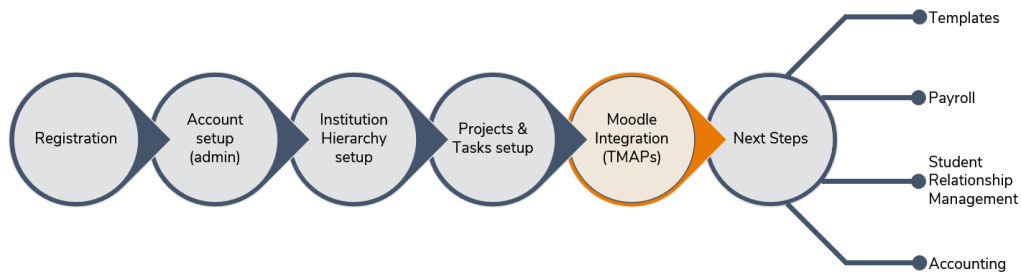 Registration
Account
setup
(admin)
Institution
Hierarchy
setup
Projects &
Tasks setup
Moodle
Integration
(TMAPs)
Next Steps
Templates
Payroll
Student
Relationship
Management
Accounting